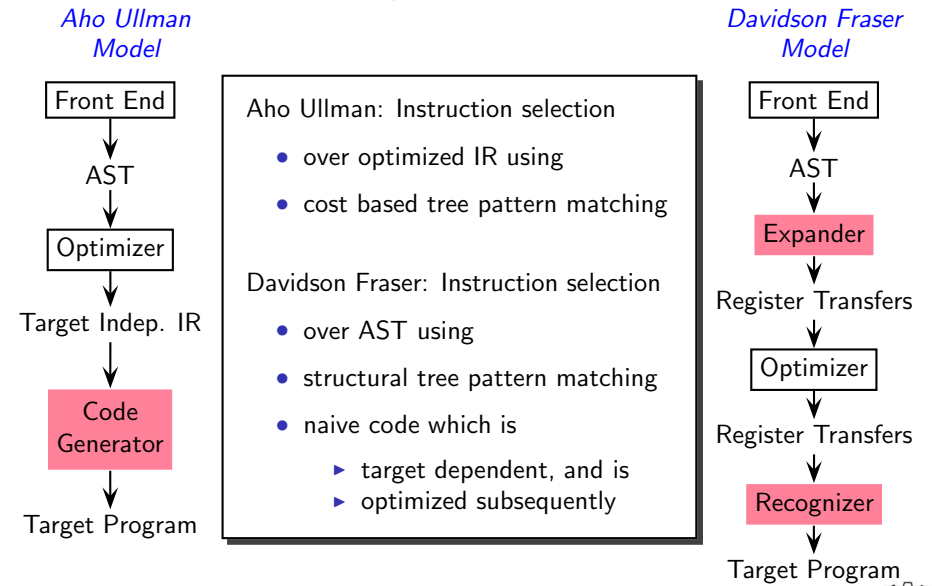 Aho Ullman
Model
Front End
AST
Optimizer
Target Indep. IR
Code
Generator
Target Program
Aho Ullman: Instruction selection
• over optimized IR using
• cost based tree pattern matching
Davidson Fraser: Instruction selection
• over AST using
• structural tree pattern matching
• naive code which is
▶ target dependent, and is
▶ optimized subsequently
Davidson Fraser
Model
Front End
AST
Expander
Register Transfers
Optimizer
Register Transfers
Recognizer
Target Program